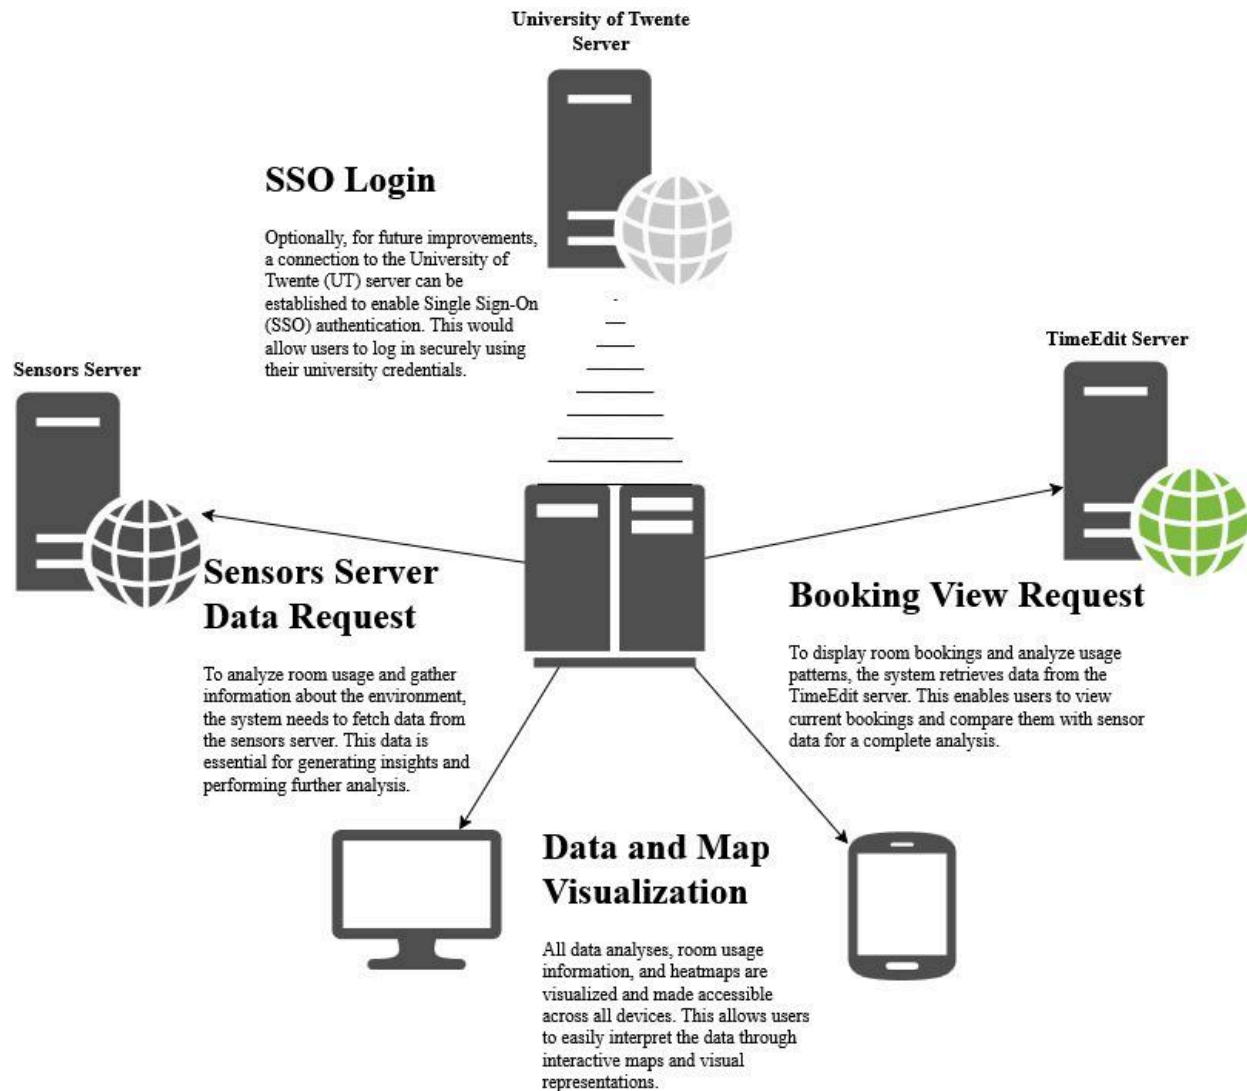 University of Twente
Server
SSO Login
Optionally, for future improvements,
a connection to the University of
Twente (UT) server can be
established to enable Single Sign-On
(SSO) authentication. This would
allow users to log in securely using
their university credentials.
Sensors Server
TimeEdit Server
Sensors Server
Data Request
To analyze room usage and gather
information about the environment,
the system needs to fetch data from
the sensors server. This data is
essential for generating insights and
performing further analysis.
Booking View Request
To display room bookings and analyze usage
patterns, the system retrieves data from the
TimeEdit server. This enables users to view
current bookings and compare them with sensor
data for a complete analysis.
Data and Map
Visualization
All data analyses, room usage
information, and heatmaps are
visualized and made accessible
across all devices. This allows users
to easily interpret the data through
interactive maps and visual
representations.